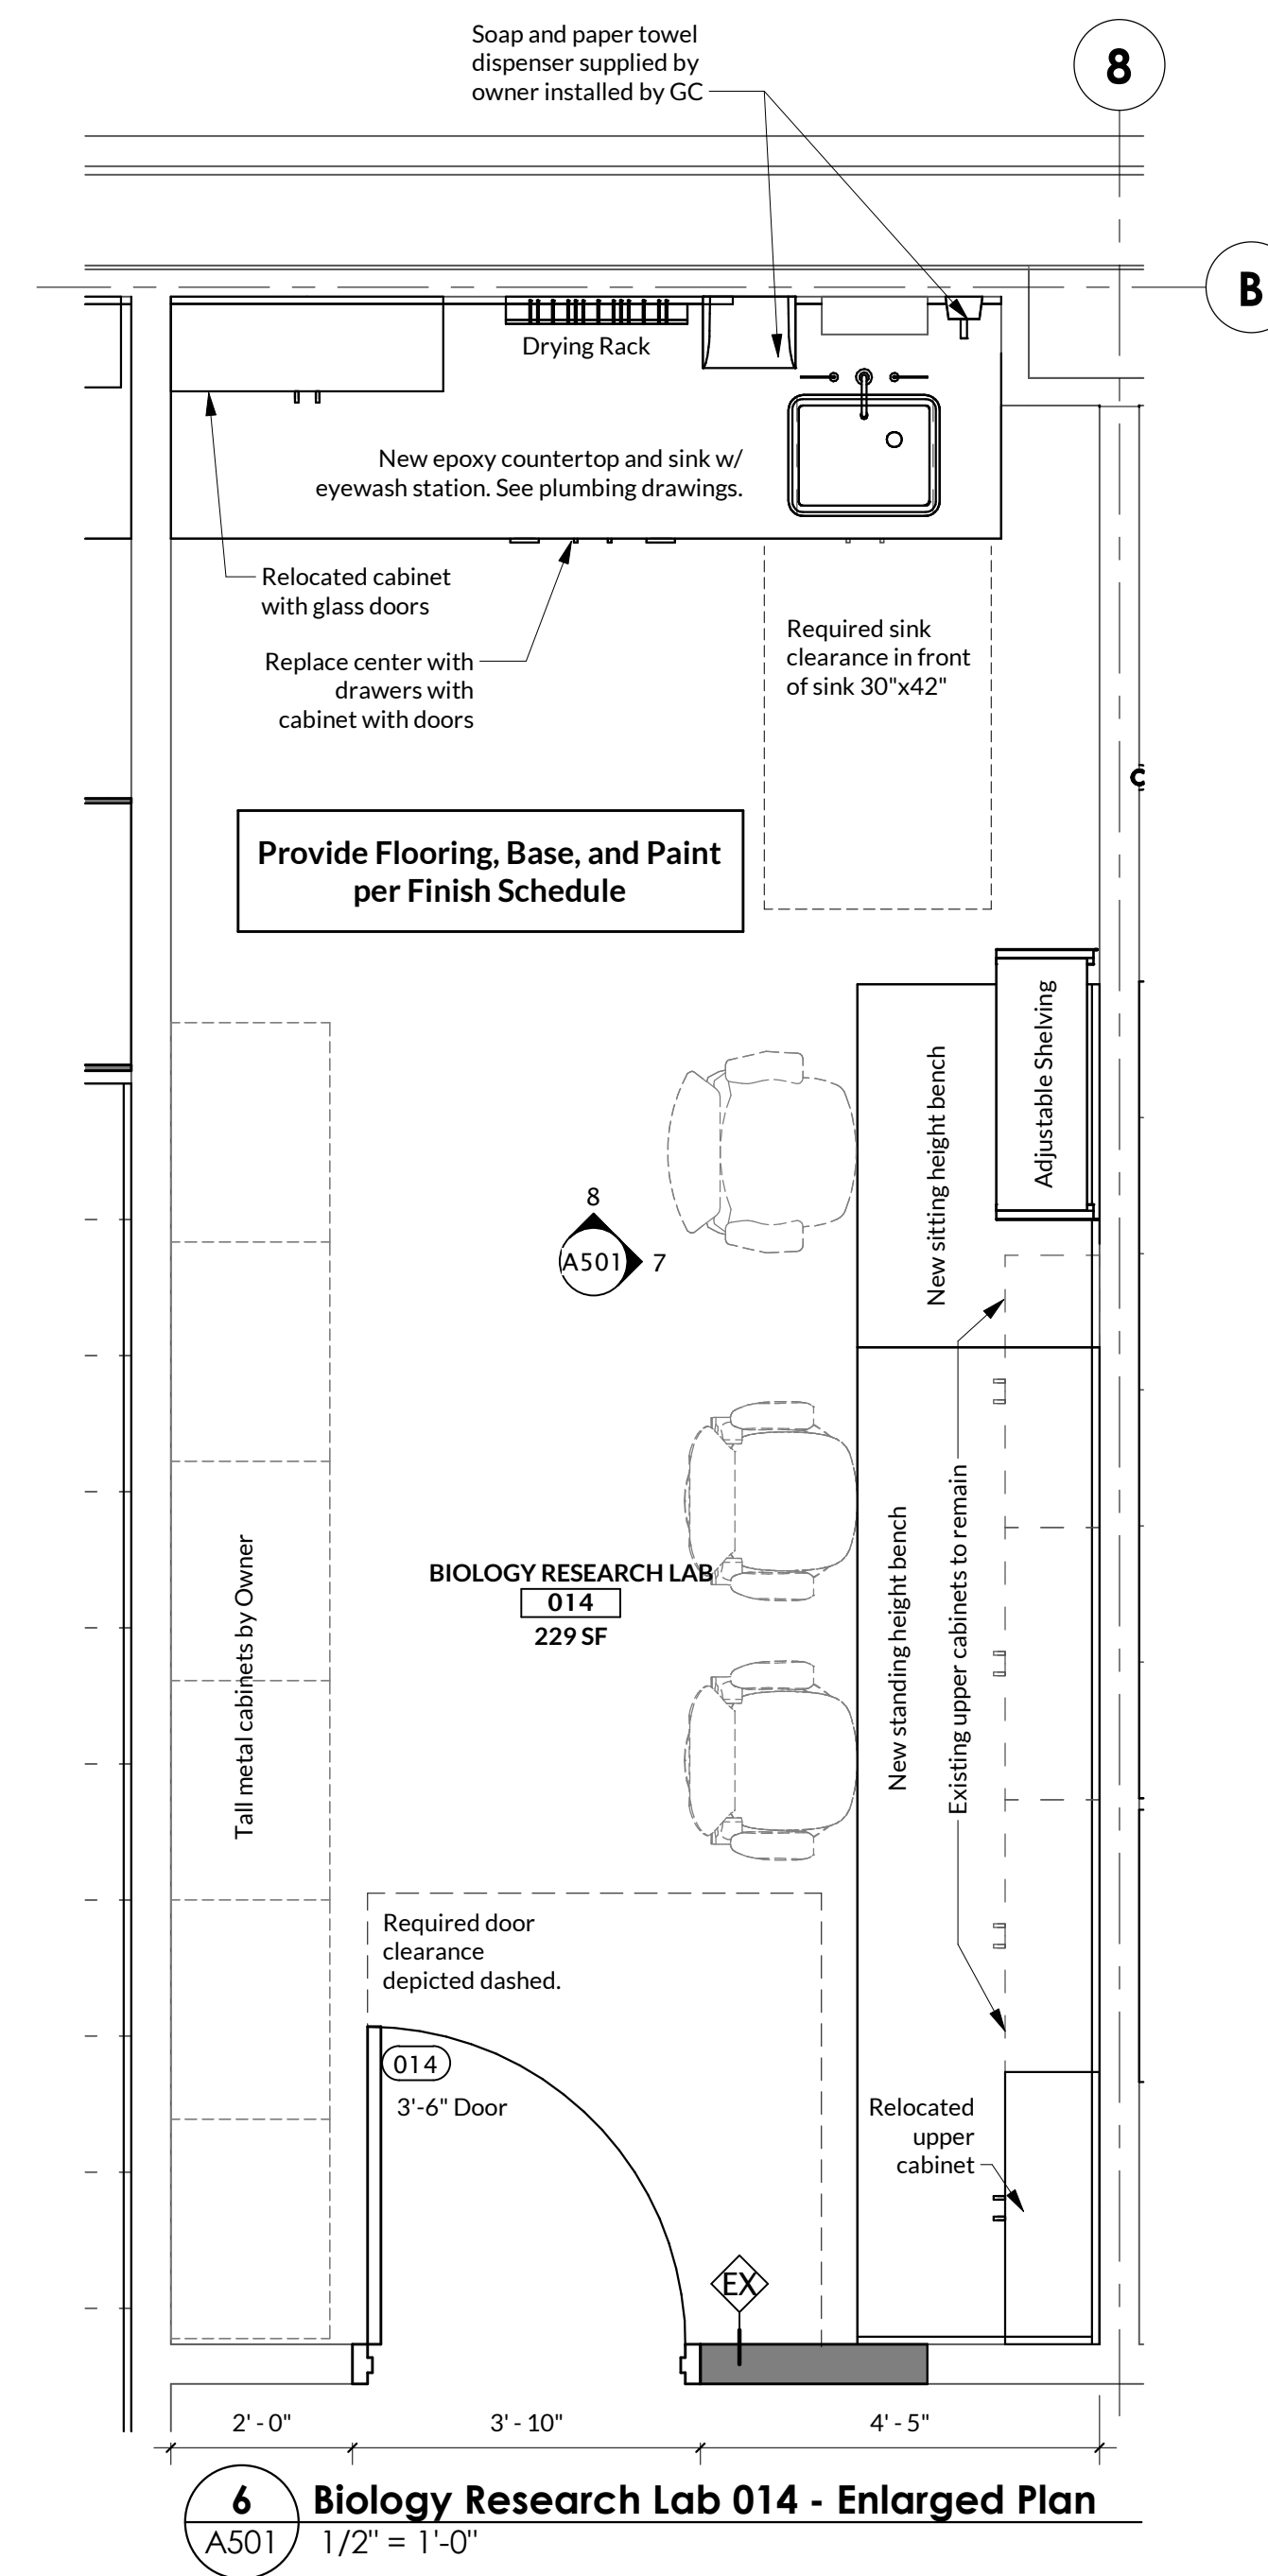 Soap and paper towel
dispenser supplied by
owner installed by GC
8
B
Drying Rack
New epoxy countertop and sink w/
eyewash station. See plumbing drawings.
Relocated cabinet
with glass doors
Replace center with
drawers with
cabinet with doors
Required sink
clearance in front
of sink 30"x42"
Provide Flooring, Base, and Paint
per Finish Schedule
Adjustable Shelving
New sitting height bench
8
A501
7
Existing upper cabinets to remain
New standing height bench
BIOLOGY RESEARCH LAB
014
229 SF
Tall metal cabinets by Owner
Required door
clearance
depicted dashed.
014
3'-6" Door
Relocated
upper
cabinet
EX
2' - 0"
3' - 10"
4' - 5"
6
A501
Biology Research Lab 014 - Enlarged Plan
1/2" = 1'-0"